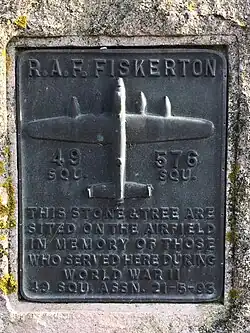 R.A.F. FISKERTON
49 576
SQU. SQU.
THIS STONE & TREE ARE
SITED ON THE AIRFIELD
IN MEMORY OF THOSE
WHO SERVED HERE DURING
WORLD WAR II
49 SQU. ASSN. 21-5-93